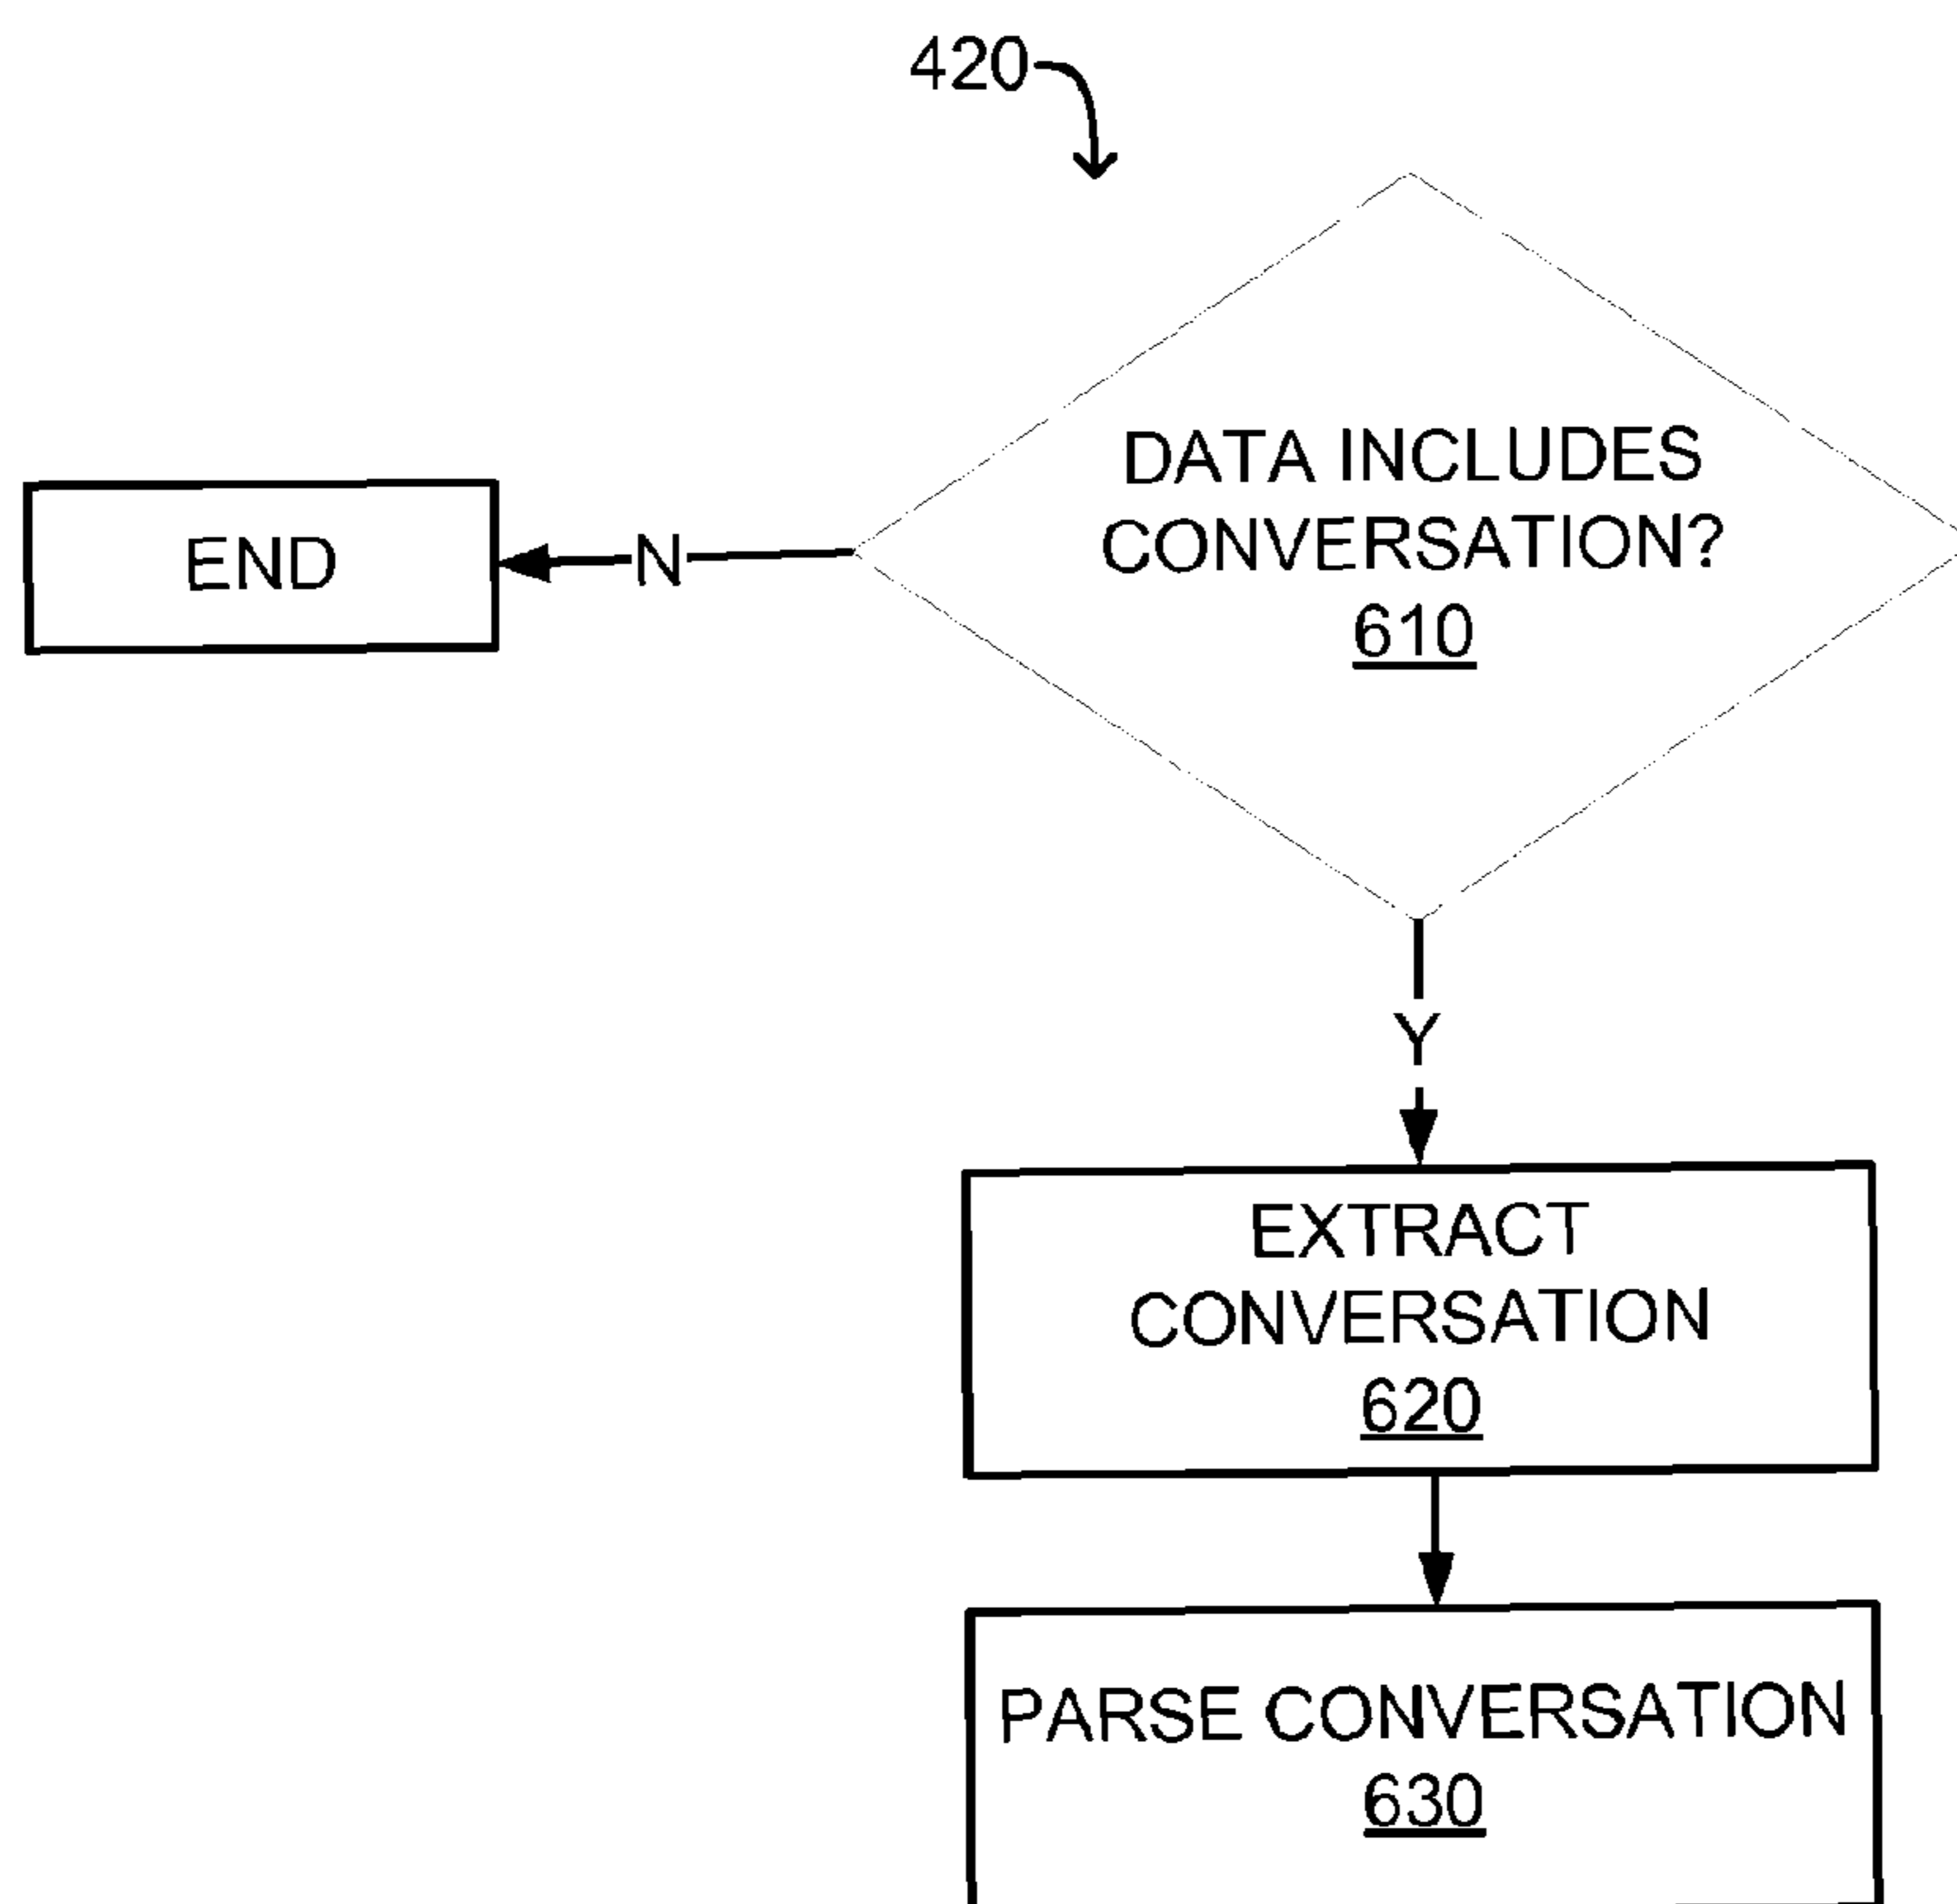 420
DATA INCLUDES
CONVERSATION?
610
END
N
Y
EXTRACT
CONVERSATION
620
PARSE CONVERSATION
630